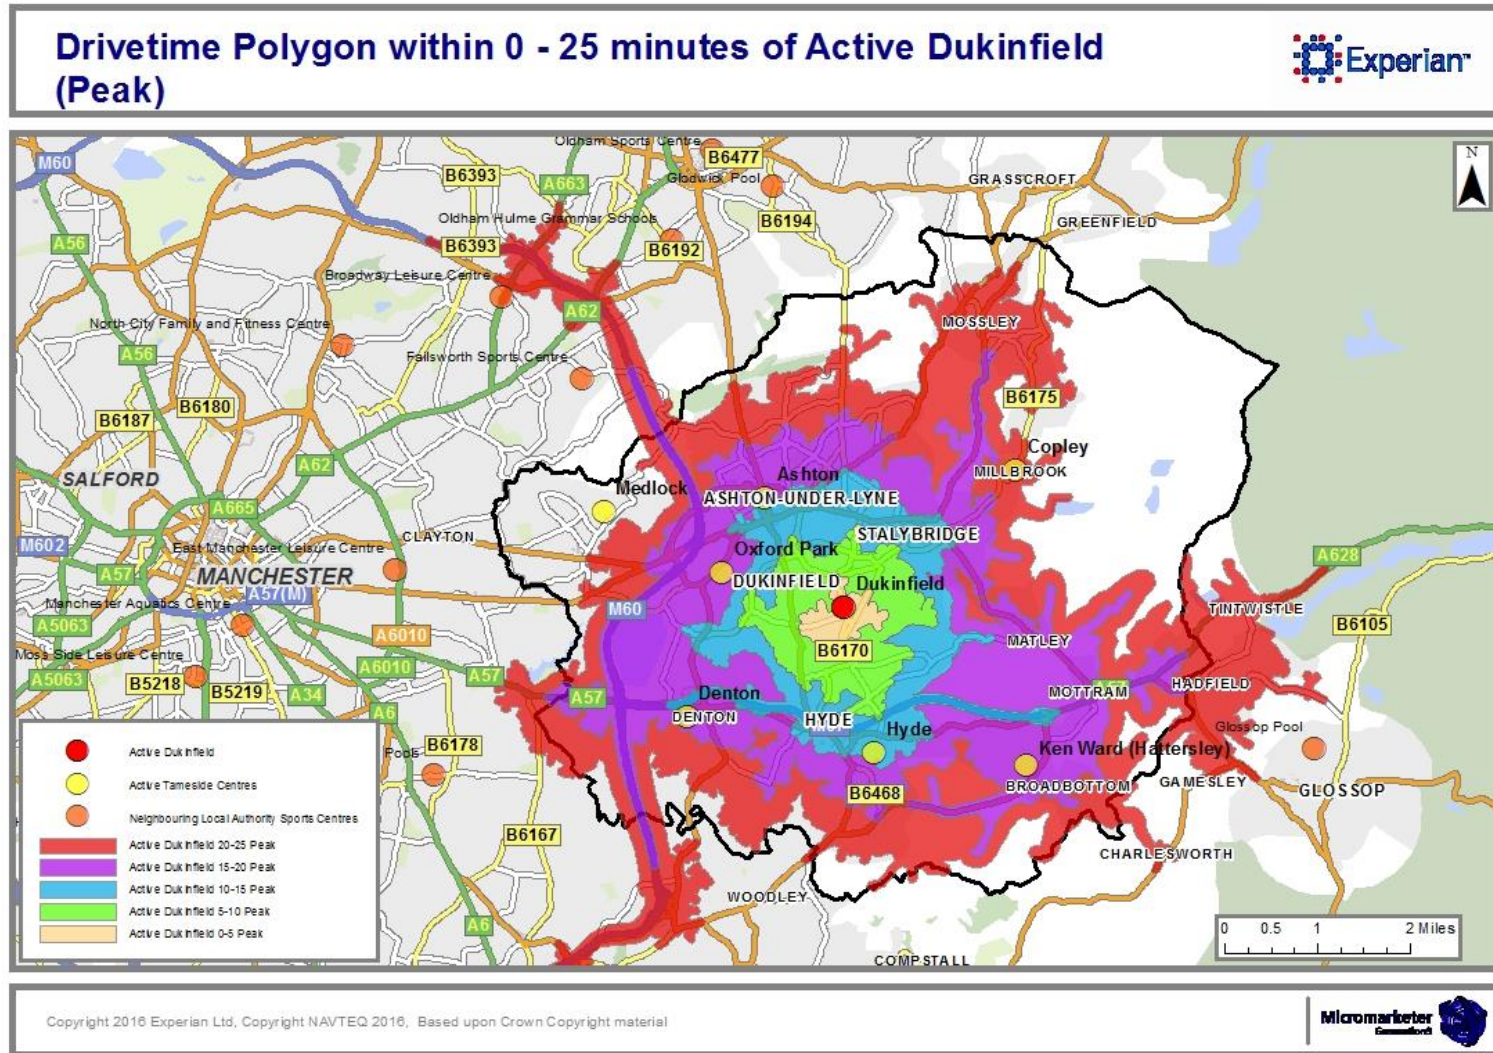 Drivetime Polygon within 0 - 25 minutes of Active Dukinfield
(Peak)
Experian™
M60
Oldham Sports Centre
B6477
B6393
A663
Glodwick Pool
GRASSCROFT
N
Oldham Hulme Grammar Schools
B6194
GREENFIELD
A56
B6393
B6192
Broadway Leisure Centre
A62
North City Family and Fitness Centre
MOSSLEY
A56
Failsworth Sports Centre
B6187
B6180
B6175
Copley
A62
MILLBROOK
SALFORD
Ashton
Medlock
ASHTON-UNDER-LYNE
A665
STALYBRIDGE
M602
CLAYTON
East Manchester Leisure Centre
Oxford Park
A628
A57
MANCHESTER
DUKINFIELD
Dukinfield
A57(M)
Manchester Aquatics Centre
M60
TINTWISTLE
A5063
A6010
B6105
Moss Side Leisure Centre
B6170
MATLEY
A6010
A57
A5063
B5218
B5219
A34
A57
Denton
MOTTRAM
A57
HADFIELD
A6
DENTON
HYDE
Hyde
Glossop Pool
Pools
B6178
Ken Ward (Hattersley)
BROADBOTTOM
GAMESLEY
GLOSSOP
B6468
B6167
CHARLESWORTH
WOODLEY
A6
COMPSTALL
Active Dukinfield
Active Tameside Centres
Neighbouring Local Authority Sports Centres
Active Dukinfield 20-25 Peak
Active Dukinfield 15-20 Peak
Active Dukinfield 10-15 Peak
Active Dukinfield 5-10 Peak
Active Dukinfield 0-5 Peak
0 0.5 1 2 Miles
Copyright 2016 Experian Ltd, Copyright NAVTEQ 2016, Based upon Crown Copyright material
Micromarketer